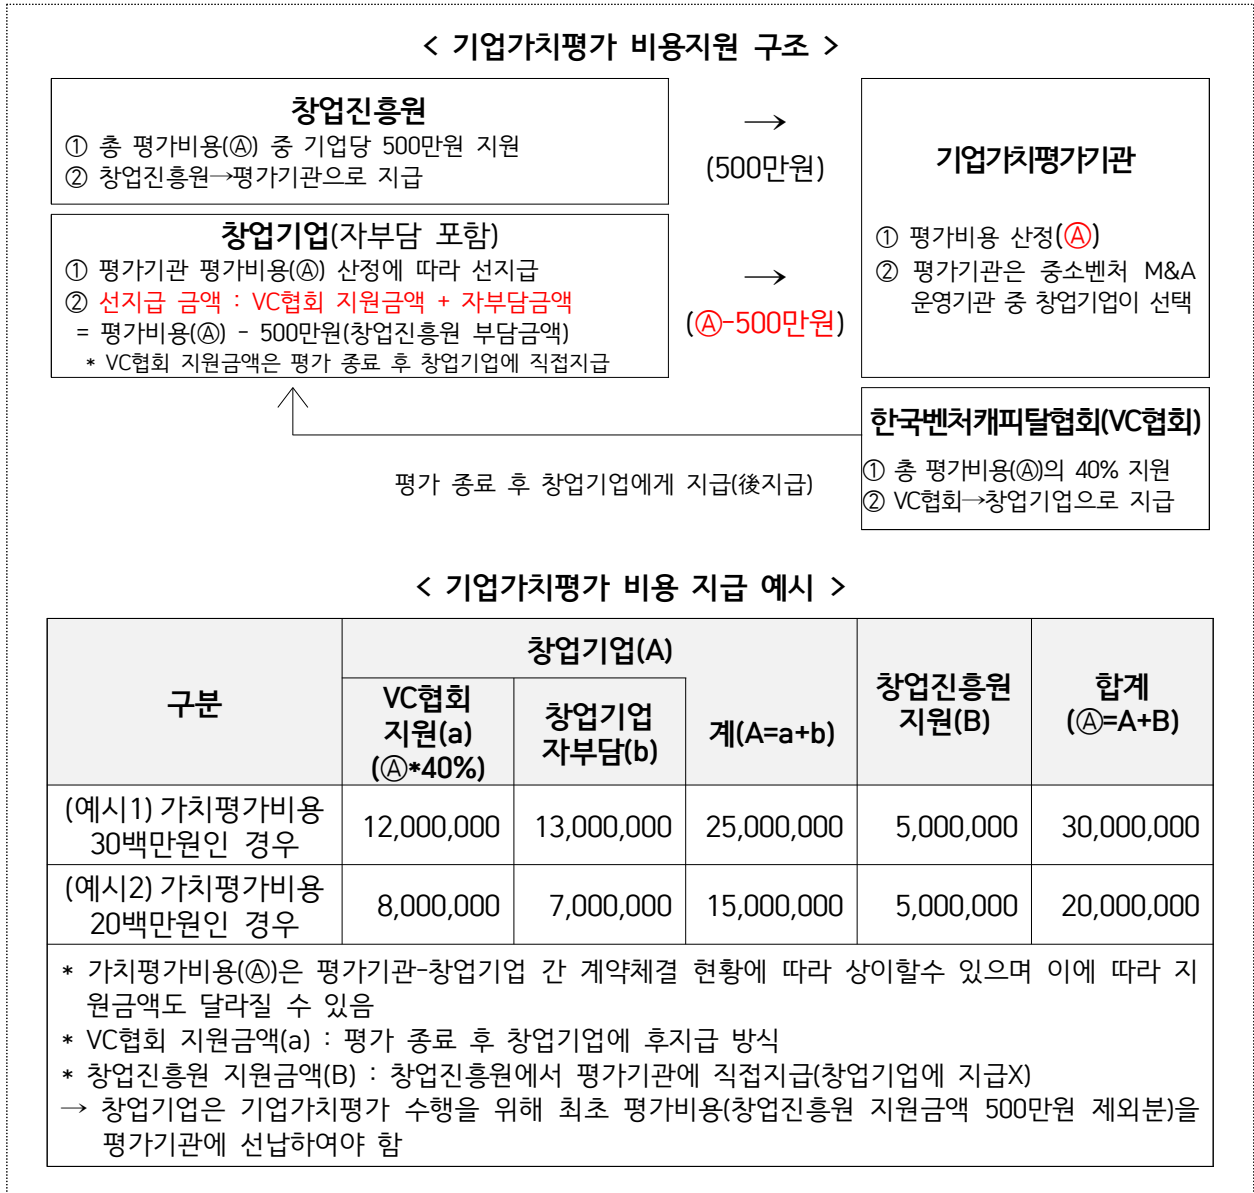 < 기업가치평가 비용지원 구조 >
창업진흥원
① 총 평가비용(Ⓐ) 중 기업당 500만원 지원
② 창업진흥원→평가기관으로 지급
→
(500만원)
창업기업(자부담 포함)
① 평가기관 평가비용(Ⓐ) 산정에 따라 선지급
② 선지급 금액 : VC협회 지원금액 + 자부담금액
= 평가비용(Ⓐ) - 500만원(창업진흥원 부담금액)
* VC협회 지원금액은 평가 종료 후 창업기업에 직접지급
→
(Ⓐ-500만원)
기업가치평가기관
① 평가비용 산정(Ⓐ)
② 평가기관은 중소벤처 M&A
운영기관 중 창업기업이 선택
한국벤처캐피탈협회(VC협회)
① 총 평가비용(Ⓐ)의 40% 지원
② VC협회→창업기업으로 지급
평가 종료 후 창업기업에게 지급(後지급)
< 기업가치평가 비용 지급 예시 >
구분
창업기업(A)
VC협회
지원(a)
(Ⓐ*40%)
창업기업
자부담(b)
계(A=a+b)
창업진흥원
지원(B)
합계
(Ⓐ=A+B)
(예시1) 가치평가비용
30백만원인 경우
12,000,000 13,000,000 25,000,000 5,000,000 30,000,000
(예시2) 가치평가비용
20백만원인 경우
8,000,000 7,000,000 15,000,000 5,000,000 20,000,000
* 가치평가비용(Ⓐ)은 평가기관-창업기업 간 계약체결 현황에 따라 상이할수 있으며 이에 따라 지
원금액도 달라질 수 있음
* VC협회 지원금액(a) : 평가 종료 후 창업기업에 후지급 방식
* 창업진흥원 지원금액(B) : 창업진흥원에서 평가기관에 직접지급(창업기업에 지급X)
→ 창업기업은 기업가치평가 수행을 위해 최초 평가비용(창업진흥원 지원금액 500만원 제외분)을
평가기관에 선납하여야 함